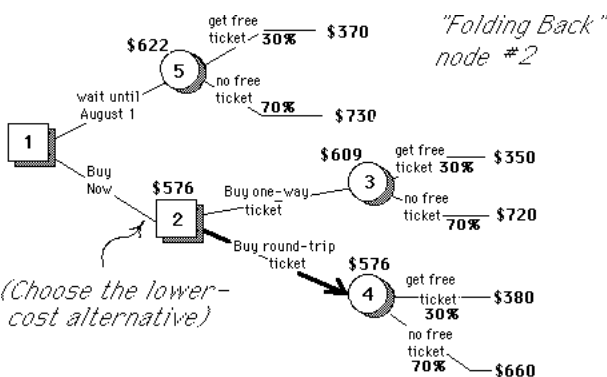 "Folding Back"
node #2
$622
5
get free
ticket 30%
$370
no free
ticket 70%
$730
wait until
August 1
1
Buy
Now
$576
2
Buy one-way
ticket
$609
3
get free
ticket 30%
$350
no free
ticket 70%
$720
Buy round-trip
ticket
$576
4
get free
ticket
30%
$380
no free
ticket
70%
$660
(Choose the lower-
cost alternative)